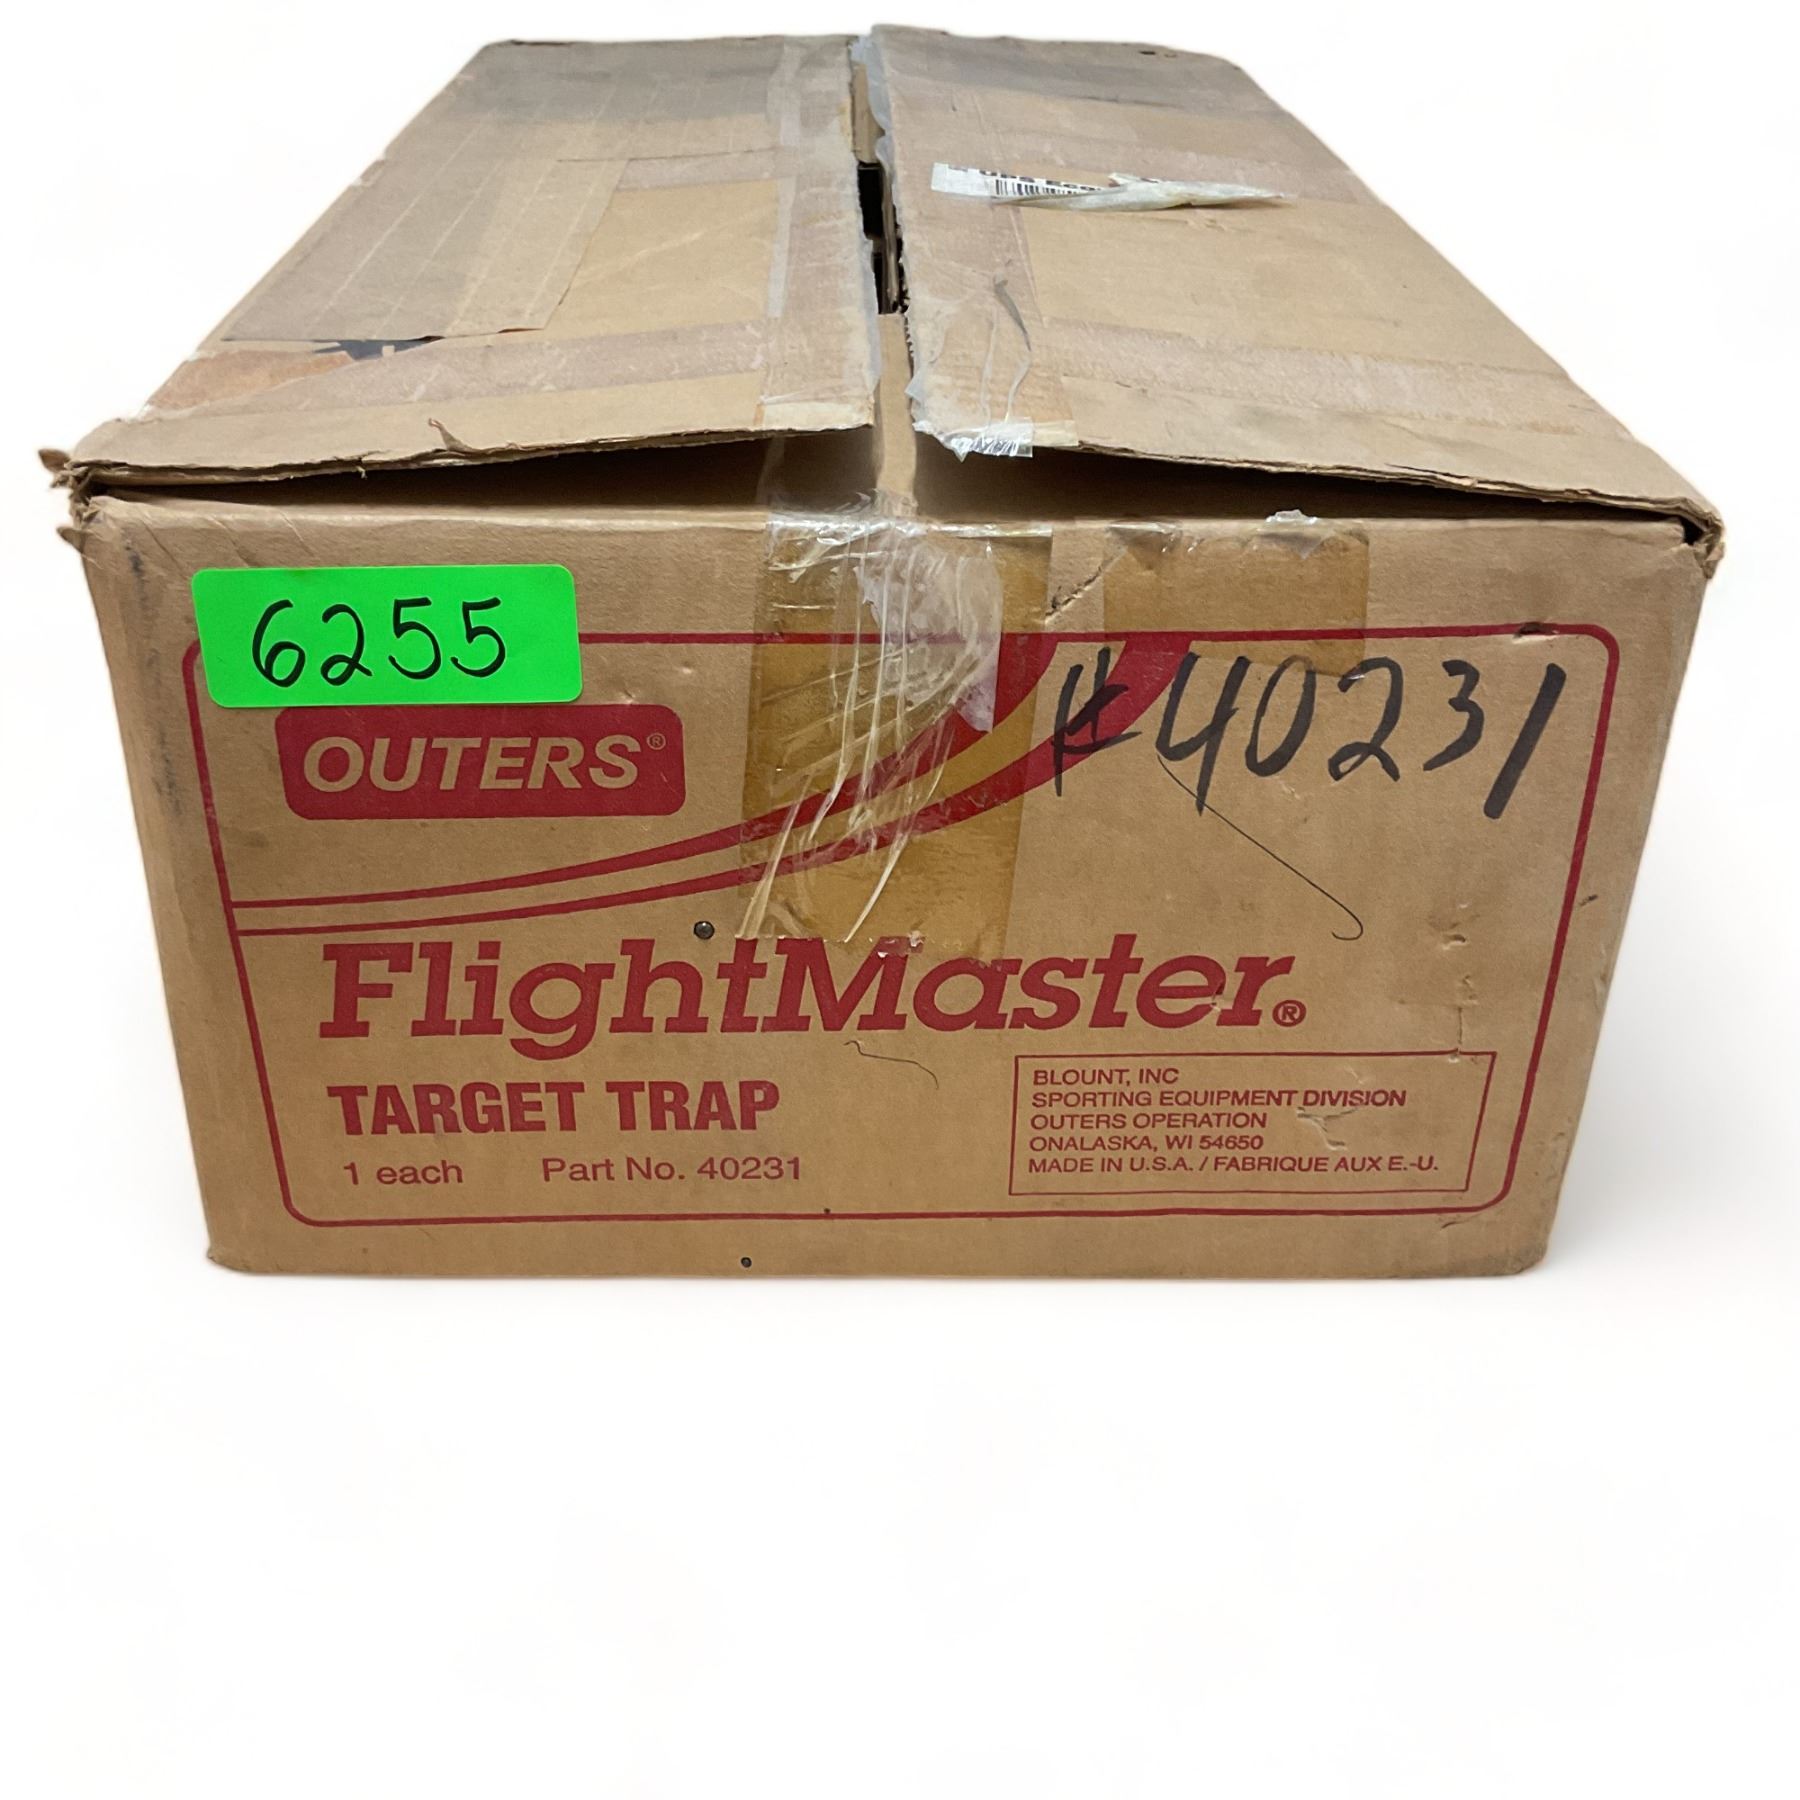 6255
OUTERS®
#40231
FlightMaster®
TARGET TRAP
1 each Part No. 40231
BLOUNT, INC
SPORTING EQUIPMENT DIVISION
OUTERS OPERATION
ONALASKA, WI 54650
MADE IN U.S.A. / FABRIQUE AUX E.-U.